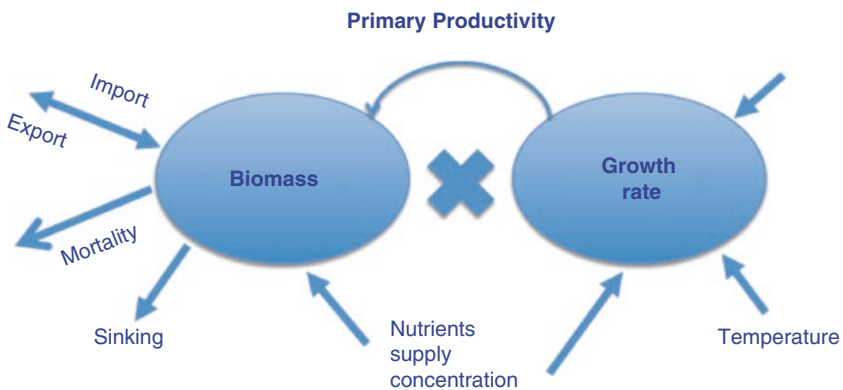 Primary Productivity
Import
Export
Biomass
Growth
rate
Mortality
Sinking
Nutrients
supply
concentration
Temperature